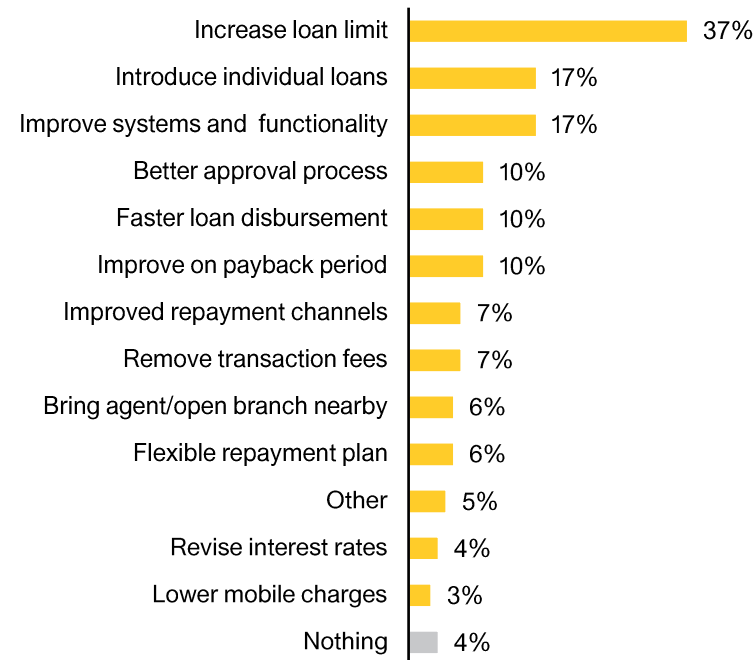 Increase loan limit 37%
Introduce individual loans 17%
Improve systems and functionality 17%
Better approval process 10%
Faster loan disbursement 10%
Improve on payback period 10%
Improved repayment channels 7%
Remove transaction fees 7%
Bring agent/open branch nearby 6%
Flexible repayment plan 6%
Other 5%
Revise interest rates 4%
Lower mobile charges 3%
Nothing 4%